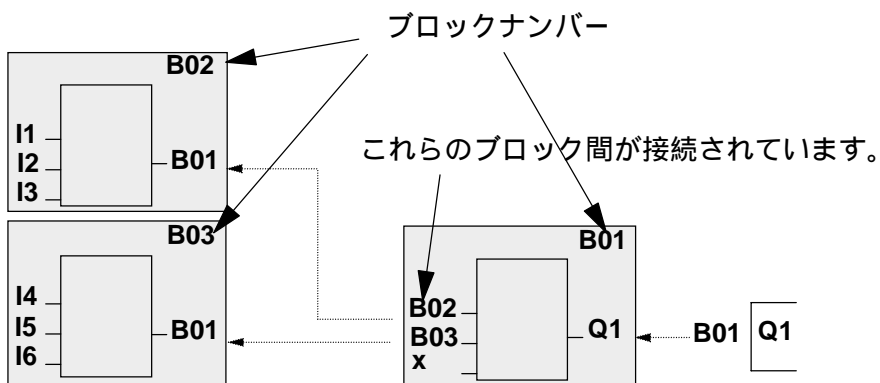 ブロックナンバー
B02
I1
I2
I3
B01
これらのブロック間が接続されています。
B03
I4
I5
I6
B01
B01
B02
B03
x
Q1
B01
Q1